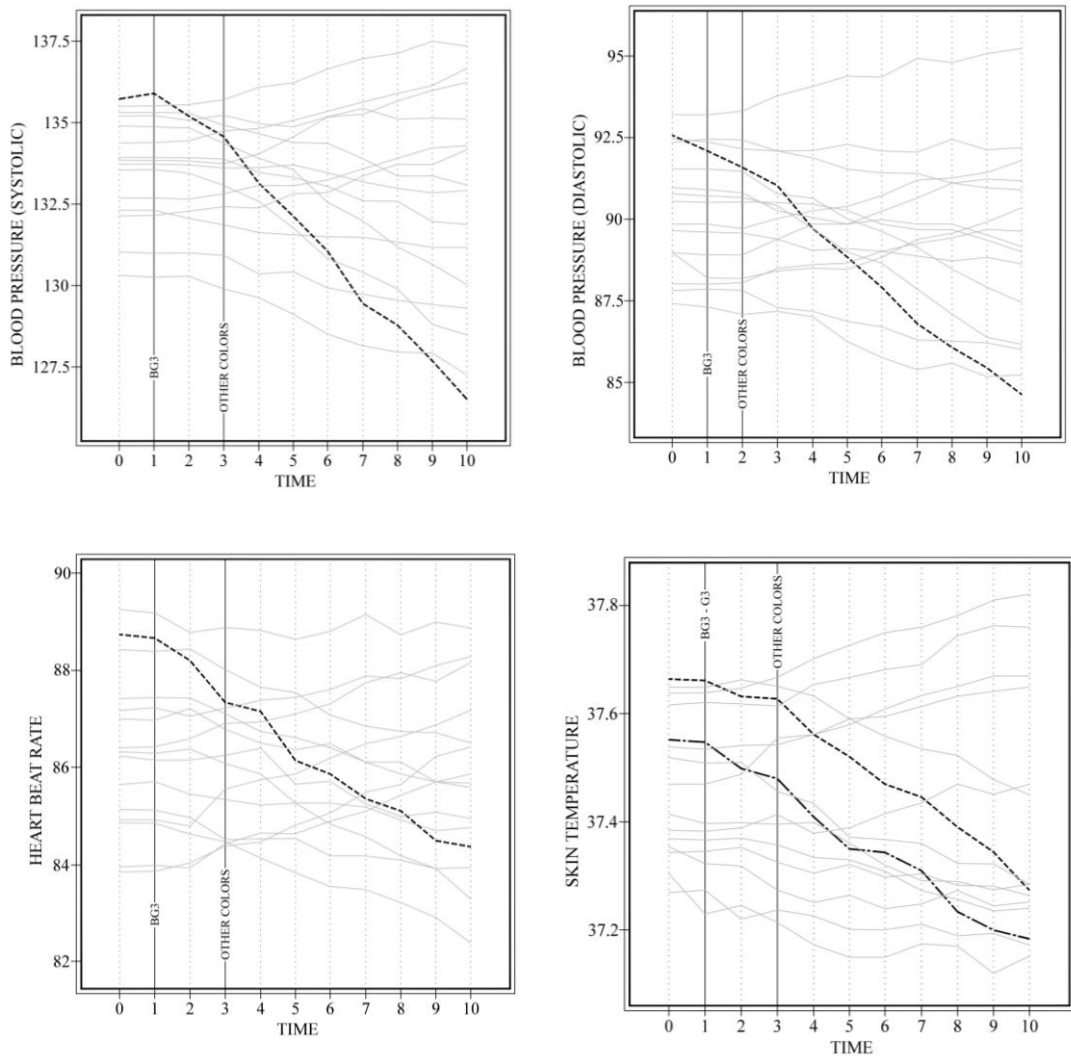 BLOOD PRESSURE (SYSTOLIC)
137.5
135
132.5
130
127.5
BG3
OTHER COLORS
0 1 2 3 4 5 6 7 8 9 10
TIME
BLOOD PRESSURE (DIASTOLIC)
95
92.5
90
87.5
85
BG3
OTHER COLORS
0 1 2 3 4 5 6 7 8 9 10
TIME
HEART BEAT RATE
90
88
86
84
82
BG3
OTHER COLORS
0 1 2 3 4 5 6 7 8 9 10
TIME
SKIN TEMPERATURE
37.8
37.6
37.4
37.2
BG3 - G3
OTHER COLORS
0 1 2 3 4 5 6 7 8 9 10
TIME